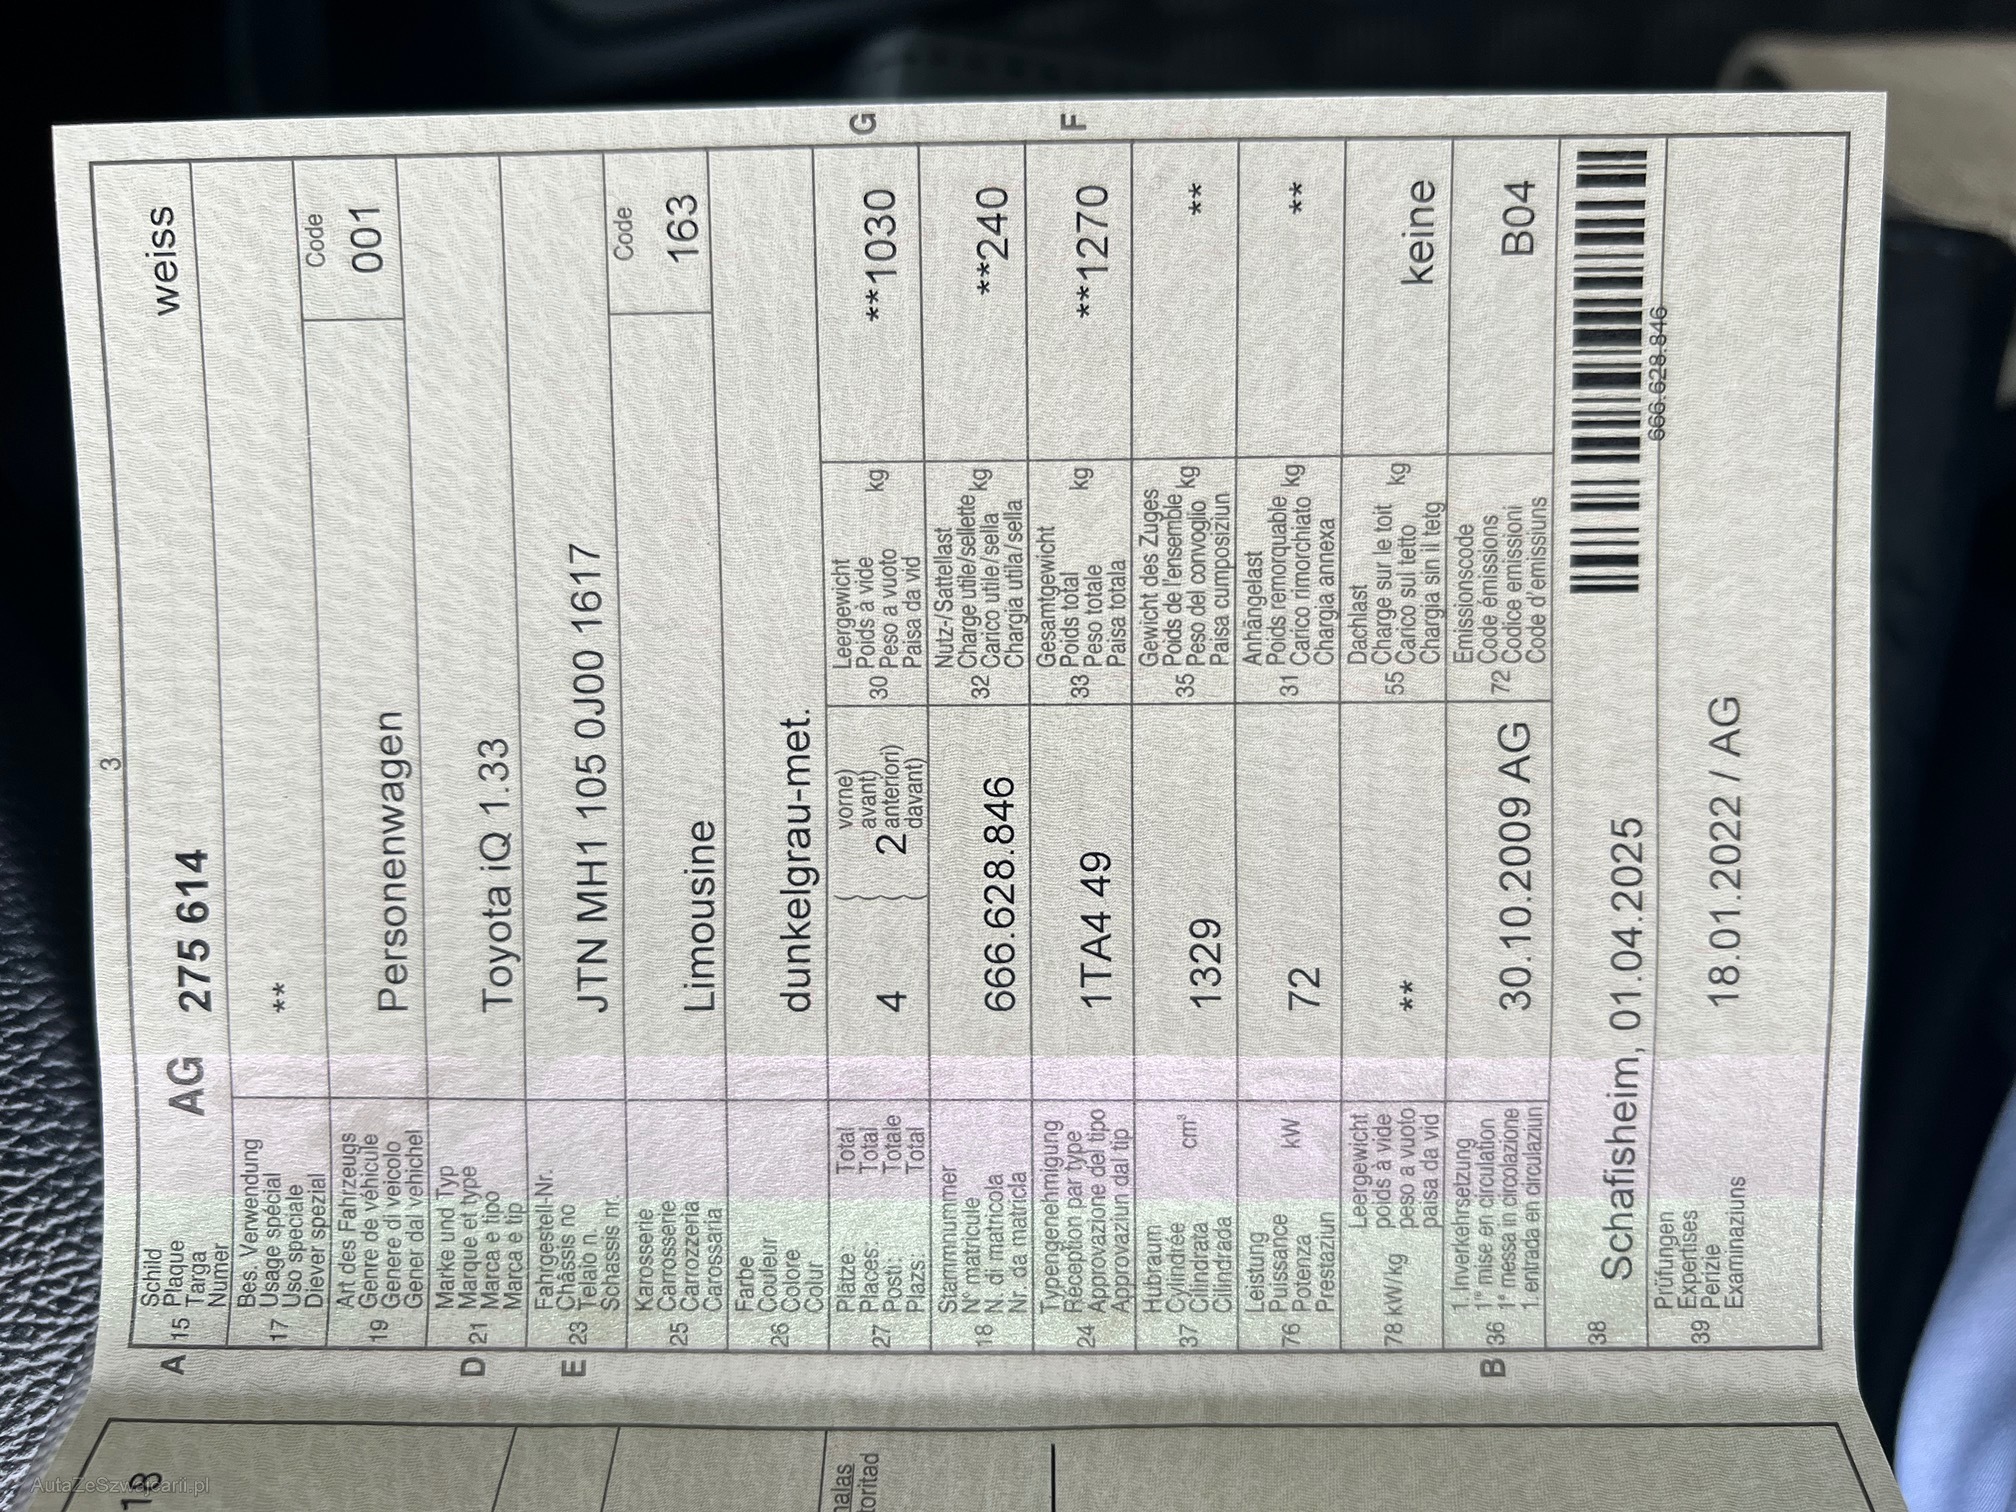 3
A 15 Schild
Plaque
Targa
Numer
AG 275 614 weiss
17 Bes. Verwendung
Usage spécial
Uso speciale
Diever spezial
**
19 Art des Fahrzeugs
Genre de véhicule
Genere di veicolo
Gener dal vehichel
Personenwagen
Code
001
D 21 Marke und Typ
Marque et type
Marca e tipo
Marca e tip
Toyota iQ 1.33
E 23 Fahrgestell-Nr.
Châssis no
Telaio n.
Schassis nr.
JTN MH1 105 0J00 1617
25 Karosserie
Carrosserie
Carrozzeria
Carossaria
Limousine
Code
163
26 Farbe
Couleur
Colore
Colur
dunkelgrau-met.
27 Plätze: Total
Places: Total
Posti: Totale
Plazs: Total
4
2
vorne)
avant)
anteriori)
davant)
30 Leergewicht
Poids à vide kg
Peso a vuoto
Paisa da vid
**1030
G
18 Stammnummer
N° matricule
N. di matricola
Nr. da matricla
666.628.846
32 Nutz-/Sattellast
Charge utile/sellette kg
Carico utile/sella
Chargia utila/sella
**240
24 Typengenehmigung
Réception par type
Approvazione del tipo
Approvaziun dal tip
1TA4 49
33 Gesamtgewicht
Poids total kg
Peso totale
Paisa totala
**1270
F
37 Hubraum
Cylindrée cm³
Cilindrata
Cilindrada
1329
35 Gewicht des Zuges
Poids de l'ensemble kg
Peso del convoglio
Paisa cumposiziun
**
76 Leistung
Puissance kW
Potenza
Prestaziun
72
31 Anhängelast
Poids remorquable kg
Carico rimorchiato
Chargia annexa
**
78 kW/kg Leergewicht
poids à vide
peso a vuoto
paisa da vid
**
55 Dachlast
Charge sur le toit kg
Carico sul tetto
Chargia sin il tetg
keine
B 36 1. Inverkehrsetzung
1re mise en circulation
1a messa in circolazione
1. entrada en circulaziun
30.10.2009 AG
72 Emissionscode
Code émissions
Codice emissioni
Code d'emissiuns
B04
38 Schafisheim, 01.04.2025
666.628.846
39 Prüfungen
Expertises
Perizie
Examinaziuns
18.01.2022 / AG
18
nalas
toritad
AutaZeSzwajcarii.pl